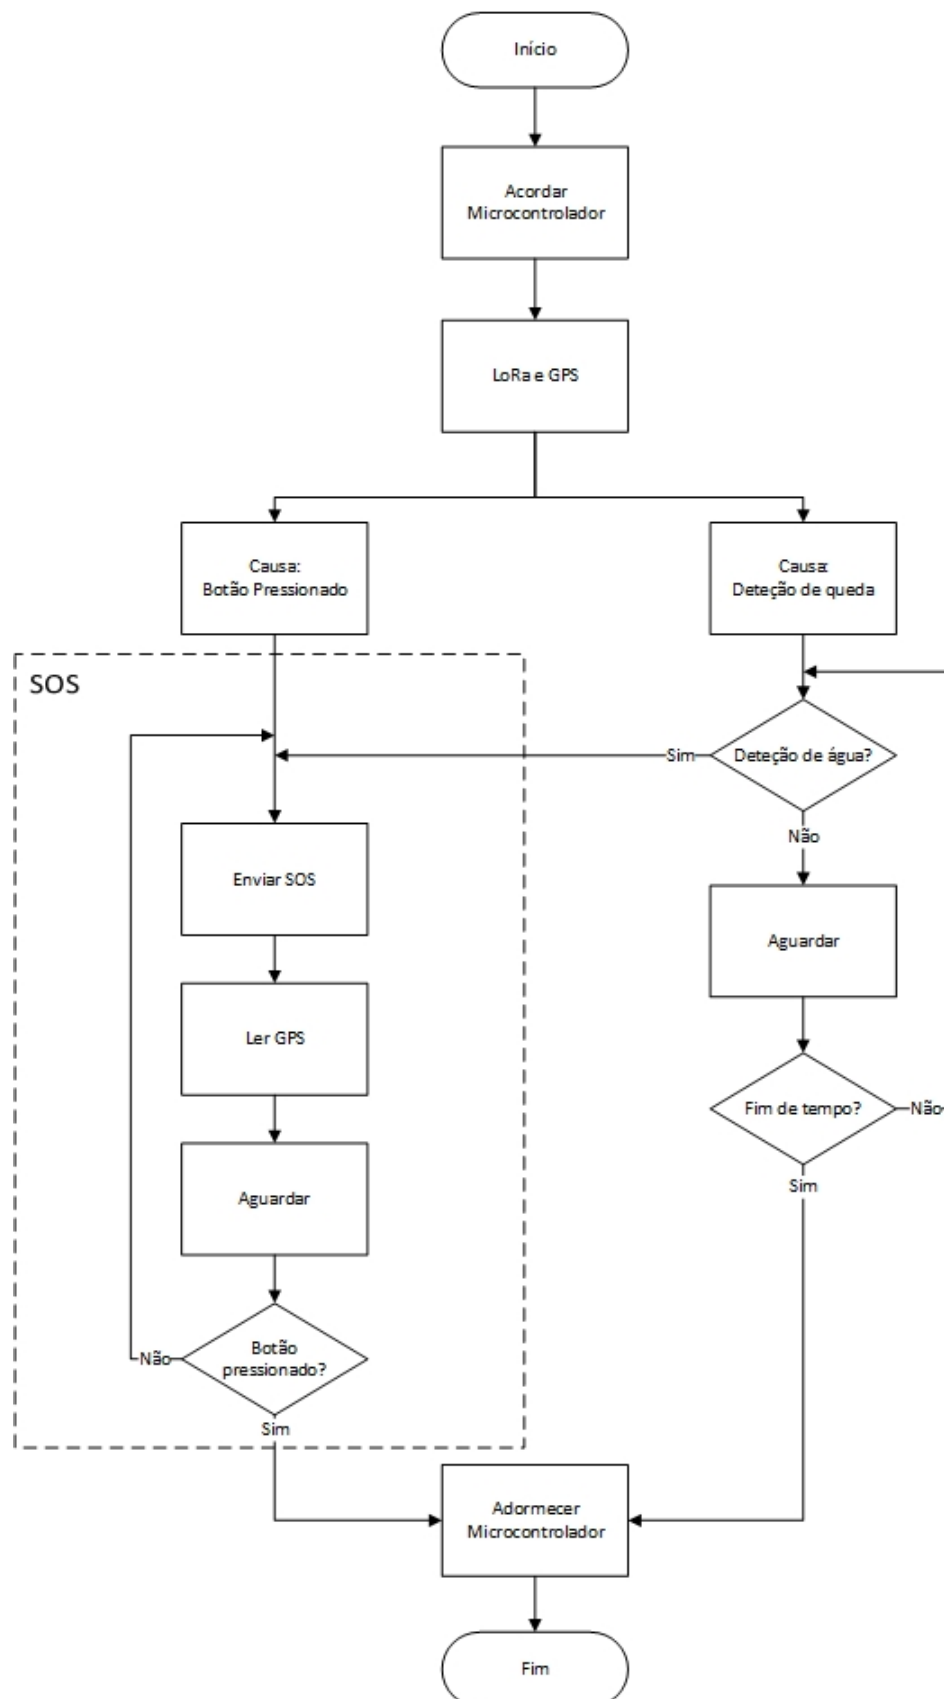 Início
Acordar
Microcontrolador
LoRa e GPS
Causa:
Botão Pressionado
Causa:
Deteção de queda
SOS
Sim
Deteção de água?
Não
Enviar SOS
Aguardar
Ler GPS
Fim de tempo?
Não
Sim
Aguardar
Botão
pressionado?
Não
Sim
Adormecer
Microcontrolador
Fim